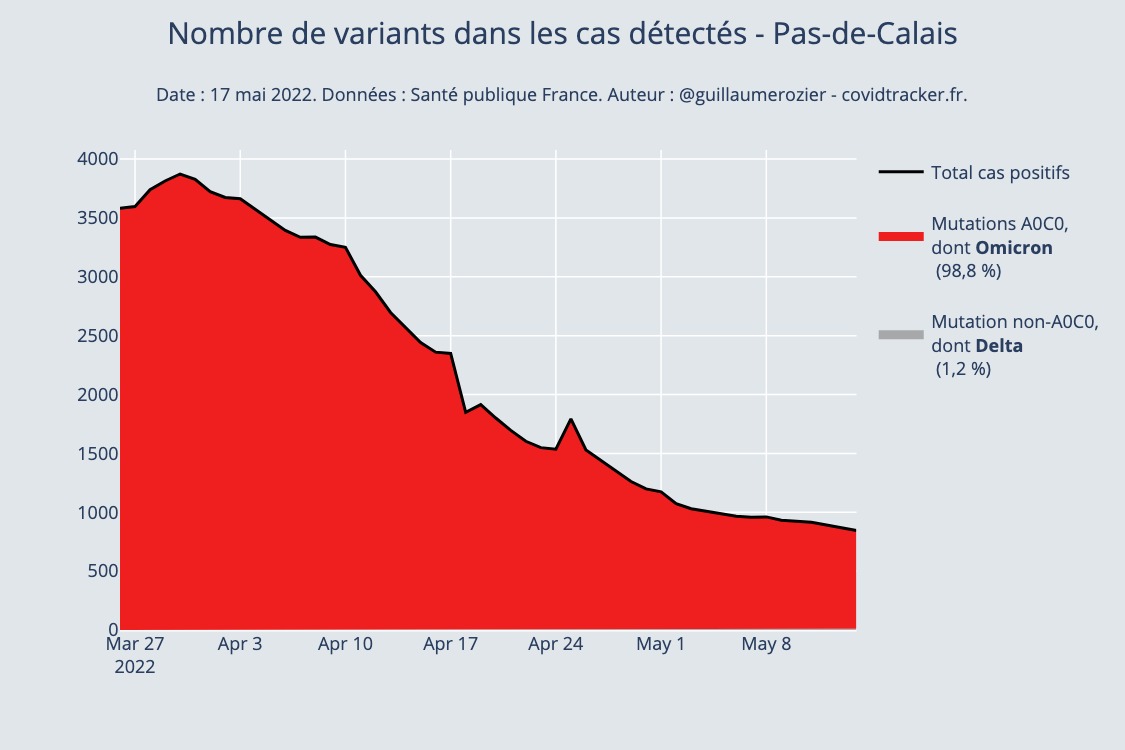 Nombre de variants dans les cas détectés - Pas-de-Calais
Date : 17 mai 2022. Données : Santé publique France. Auteur : @guillaumerozier - covidtracker.fr.
4000
3500
3000
2500
2000
1500
1000
500
0
Mar 27
2022
Apr 3
Apr 10
Apr 17
Apr 24
May 1
May 8
Total cas positifs
Mutations A0C0,
dont Omicron
(98,8 %)
Mutation non-A0C0,
dont Delta
(1,2 %)